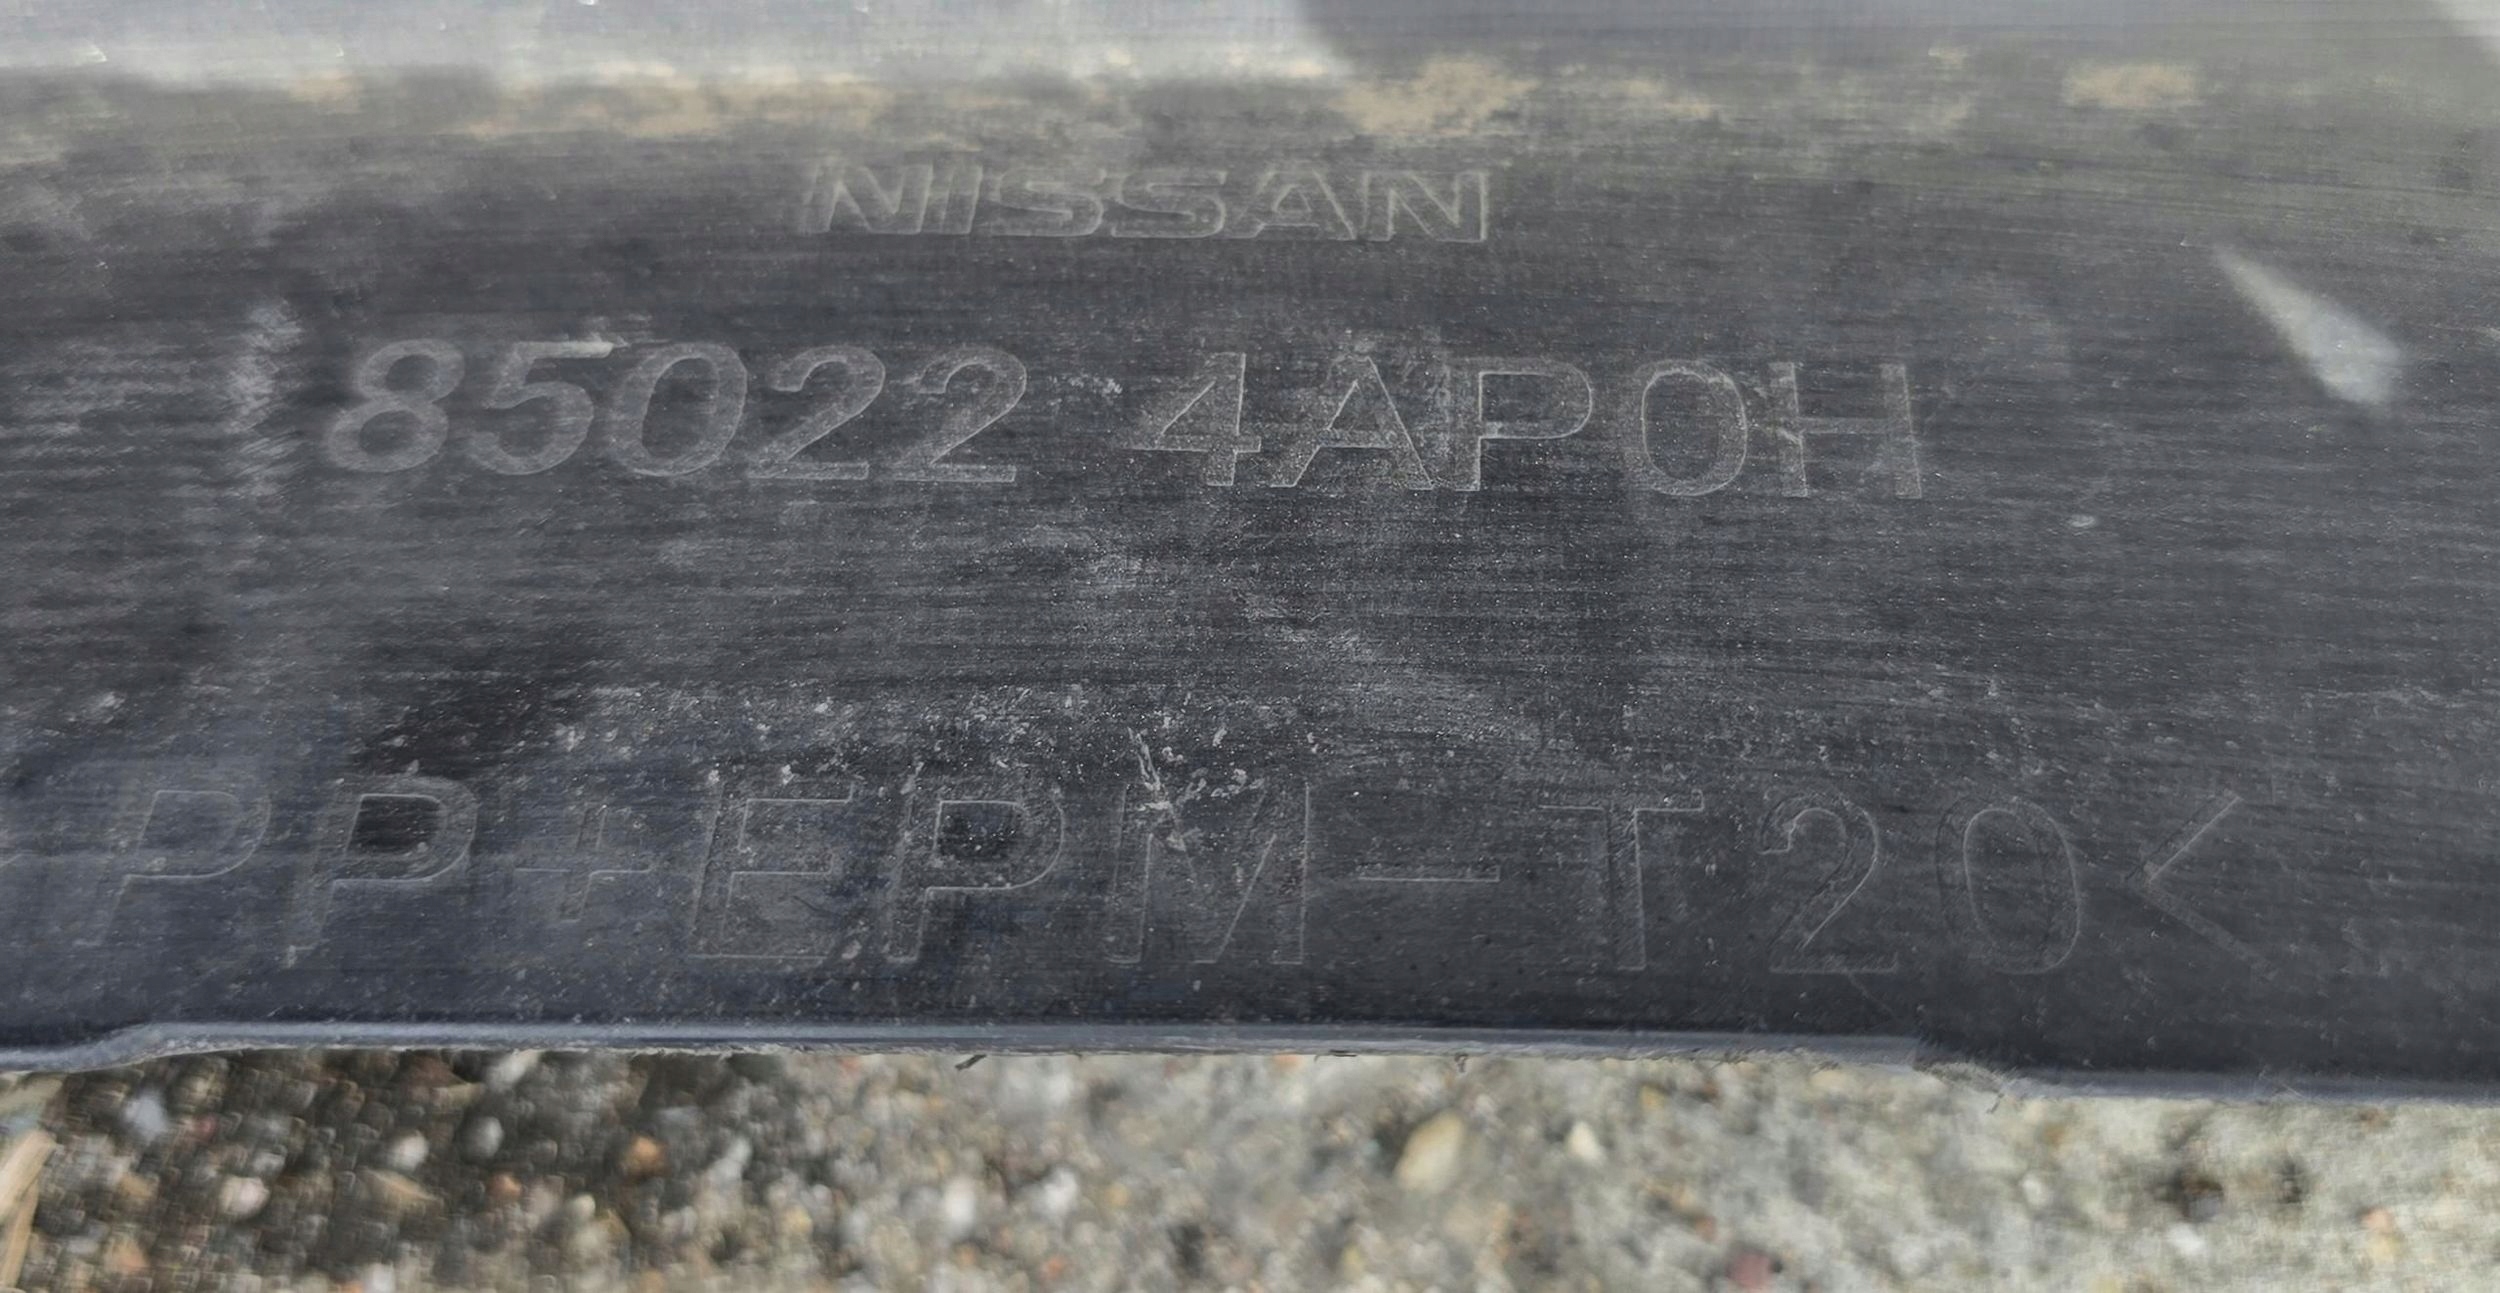 NISSAN
85022 4AP0H
PP+EPM-T20<